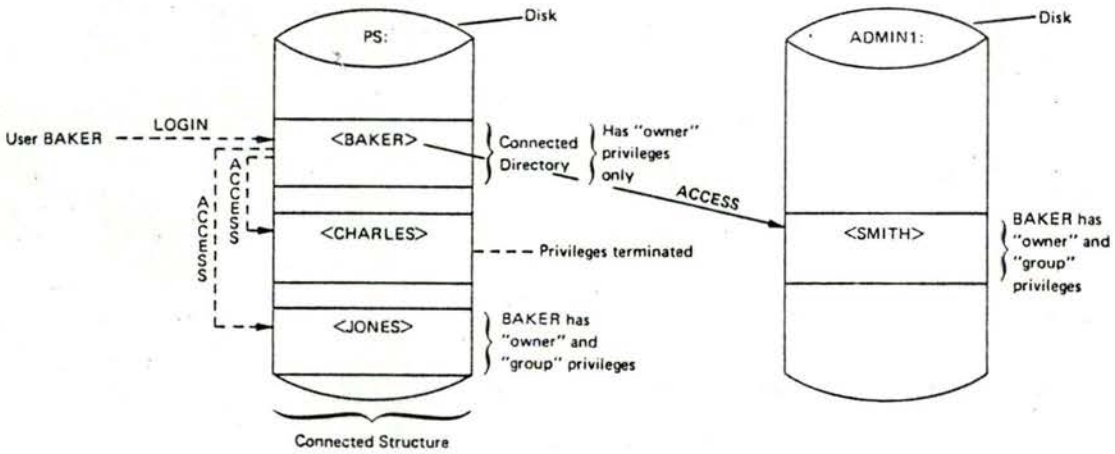 Disk
PS:
User BAKER
LOGIN
<BAKER>
Connected
Directory
Has "owner"
privileges
only
ACCESS
ACCESS
<CHARLES>
Privileges terminated
<JONES>
BAKER has
"owner" and
"group" privileges
Connected Structure
ACCESS
Disk
ADMIN1:
<SMITH>
BAKER has
"owner" and
"group"
privileges